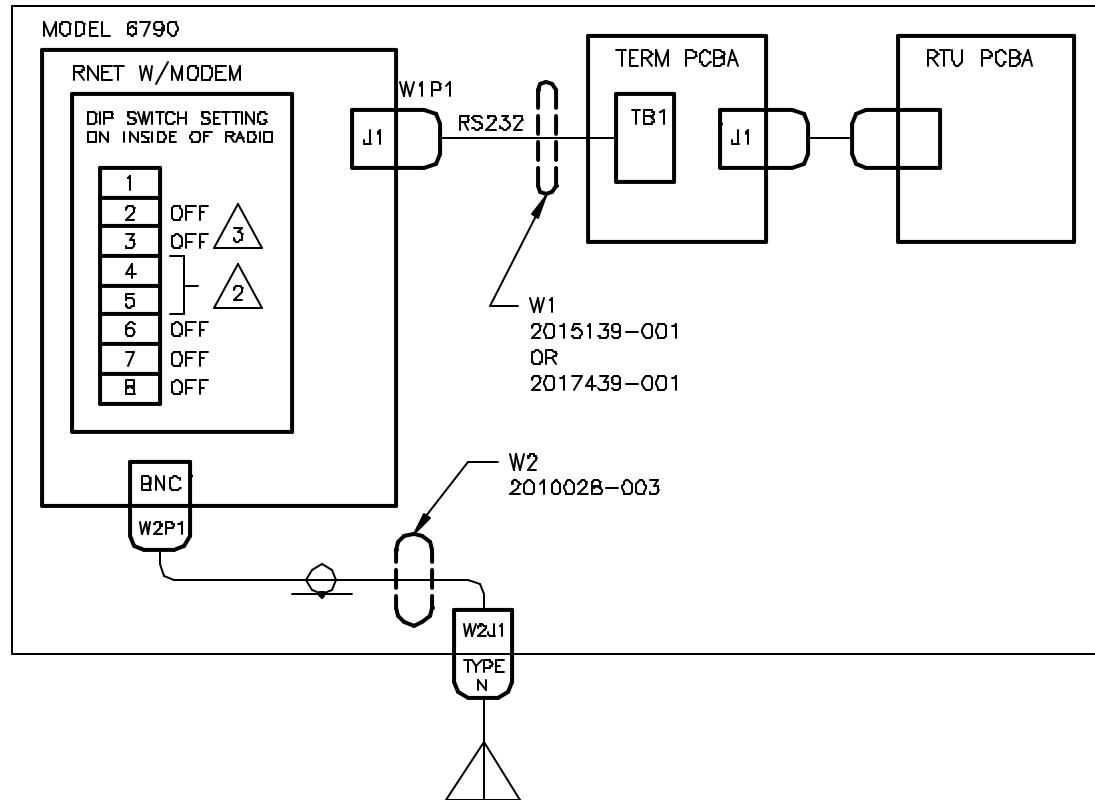 MODEL 6790
RNET W/MODEM
DIP SWITCH SETTING
ON INSIDE OF RADIO
1
2 OFF
3 OFF 3
4
5 2
6 OFF
7 OFF
8 OFF
W1P1
J1
RS232
TERM PCBA
TB1
J1
RTU PCBA
W1
2015139-001
OR
2017439-001
BNC
W2P1
W2
2010028-003
W2J1
TYPE
N